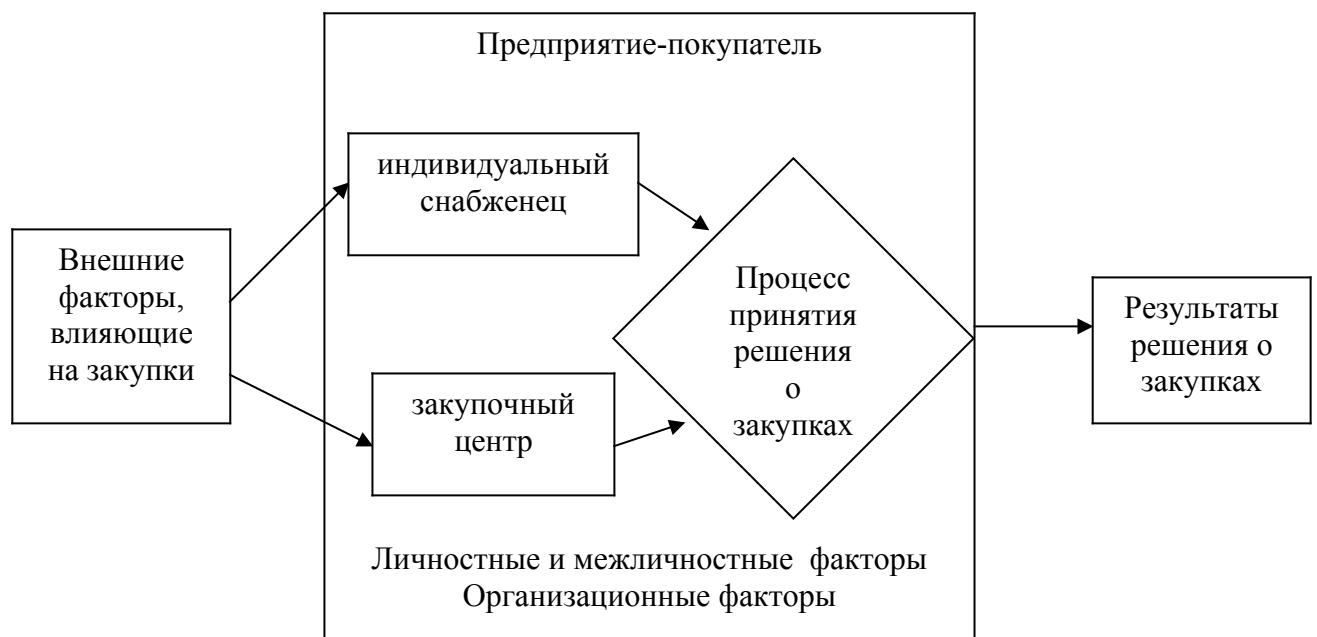 Предприятие-покупатель
индивидуальный
снабженец
Внешние
факторы,
влияющие
на закупки
закупочный
центр
Процесс
принятия
решения
о
закупках
Результаты
решения о
закупках
Личностные и межличностные факторы
Организационные факторы